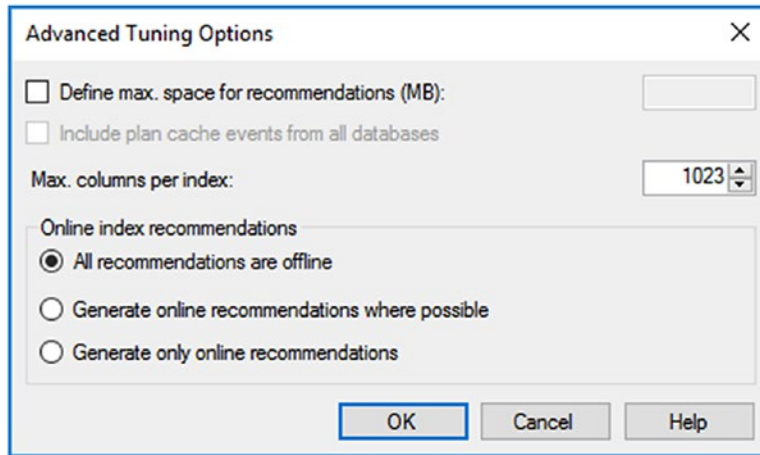 Advanced Tuning Options
Define max. space for recommendations (MB):
Include plan cache events from all databases
Max. columns per index: 1023
Online index recommendations
All recommendations are offline
Generate online recommendations where possible
Generate only online recommendations
OK Cancel Help